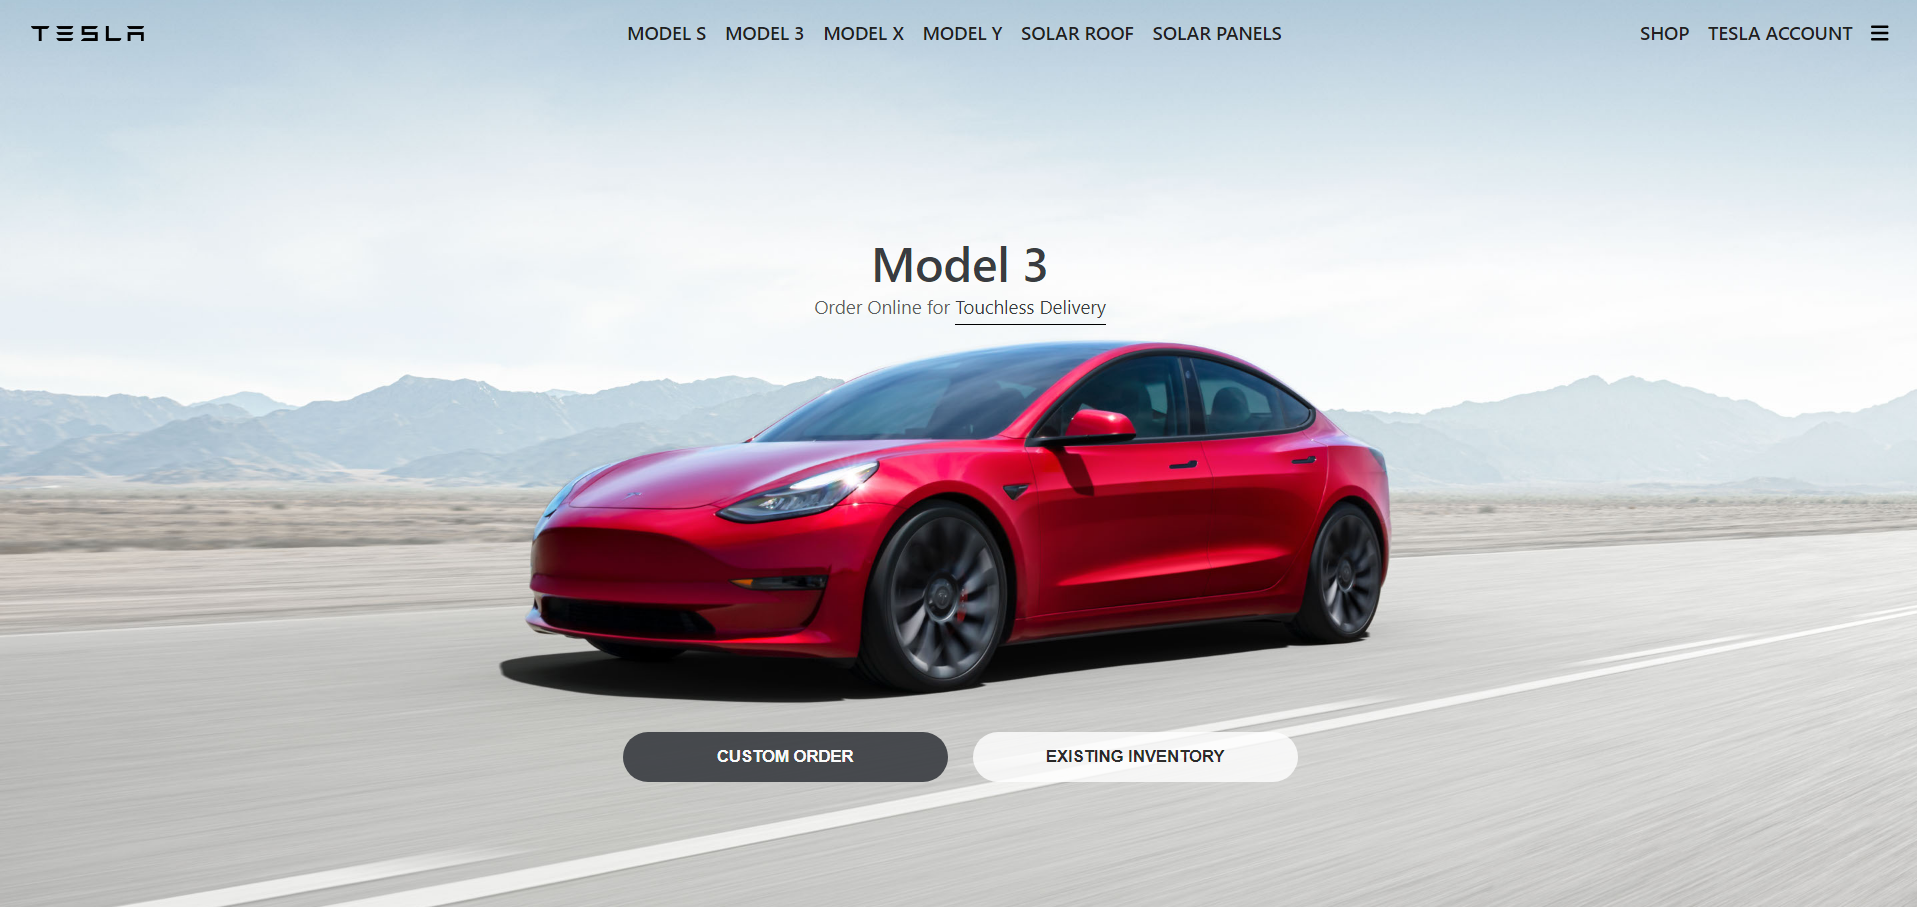 TESLA
MODEL S MODEL 3 MODEL X MODEL Y SOLAR ROOF SOLAR PANELS
SHOP TESLA ACCOUNT
Model 3
Order Online for Touchless Delivery
CUSTOM ORDER
EXISTING INVENTORY